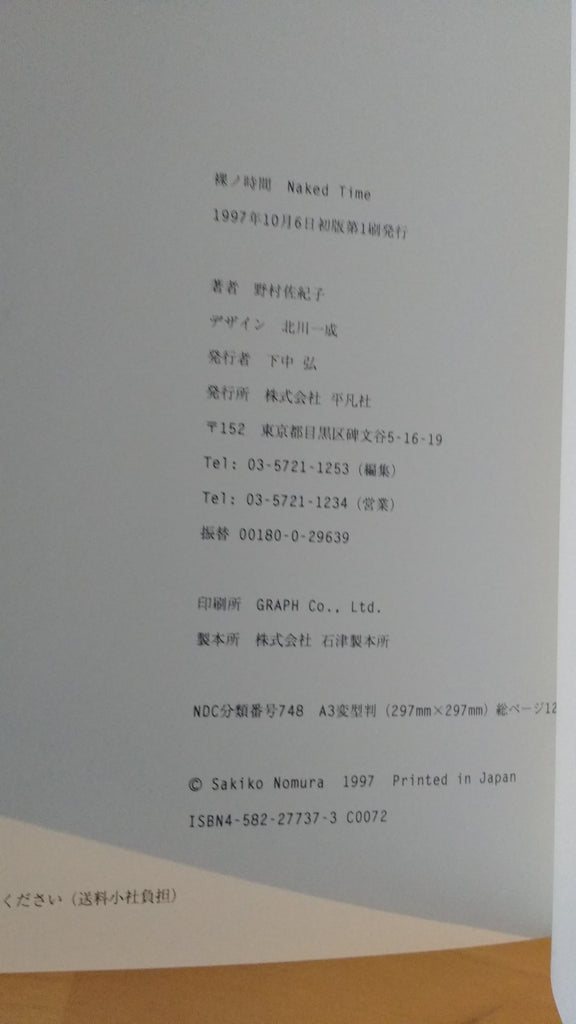 裸ノ時間 Naked Time
1997年10月6日初版第1刷発行
著者 野村佐紀子
デザイン 北川一成
発行者 下中 弘
発行所 株式会社 平凡社
〒152 東京都目黒区碑文谷5-16-19
Tel: 03-5721-1253（編集）
Tel: 03-5721-1234（営業）
振替 00180-0-29639
印刷所 GRAPH Co., Ltd.
製本所 株式会社 石津製本所
NDC分類番号748 A3変型判（297mm×297mm）総ページ12
© Sakiko Nomura 1997 Printed in Japan
ISBN4-582-27737-3 C0072
ください（送料小社負担）